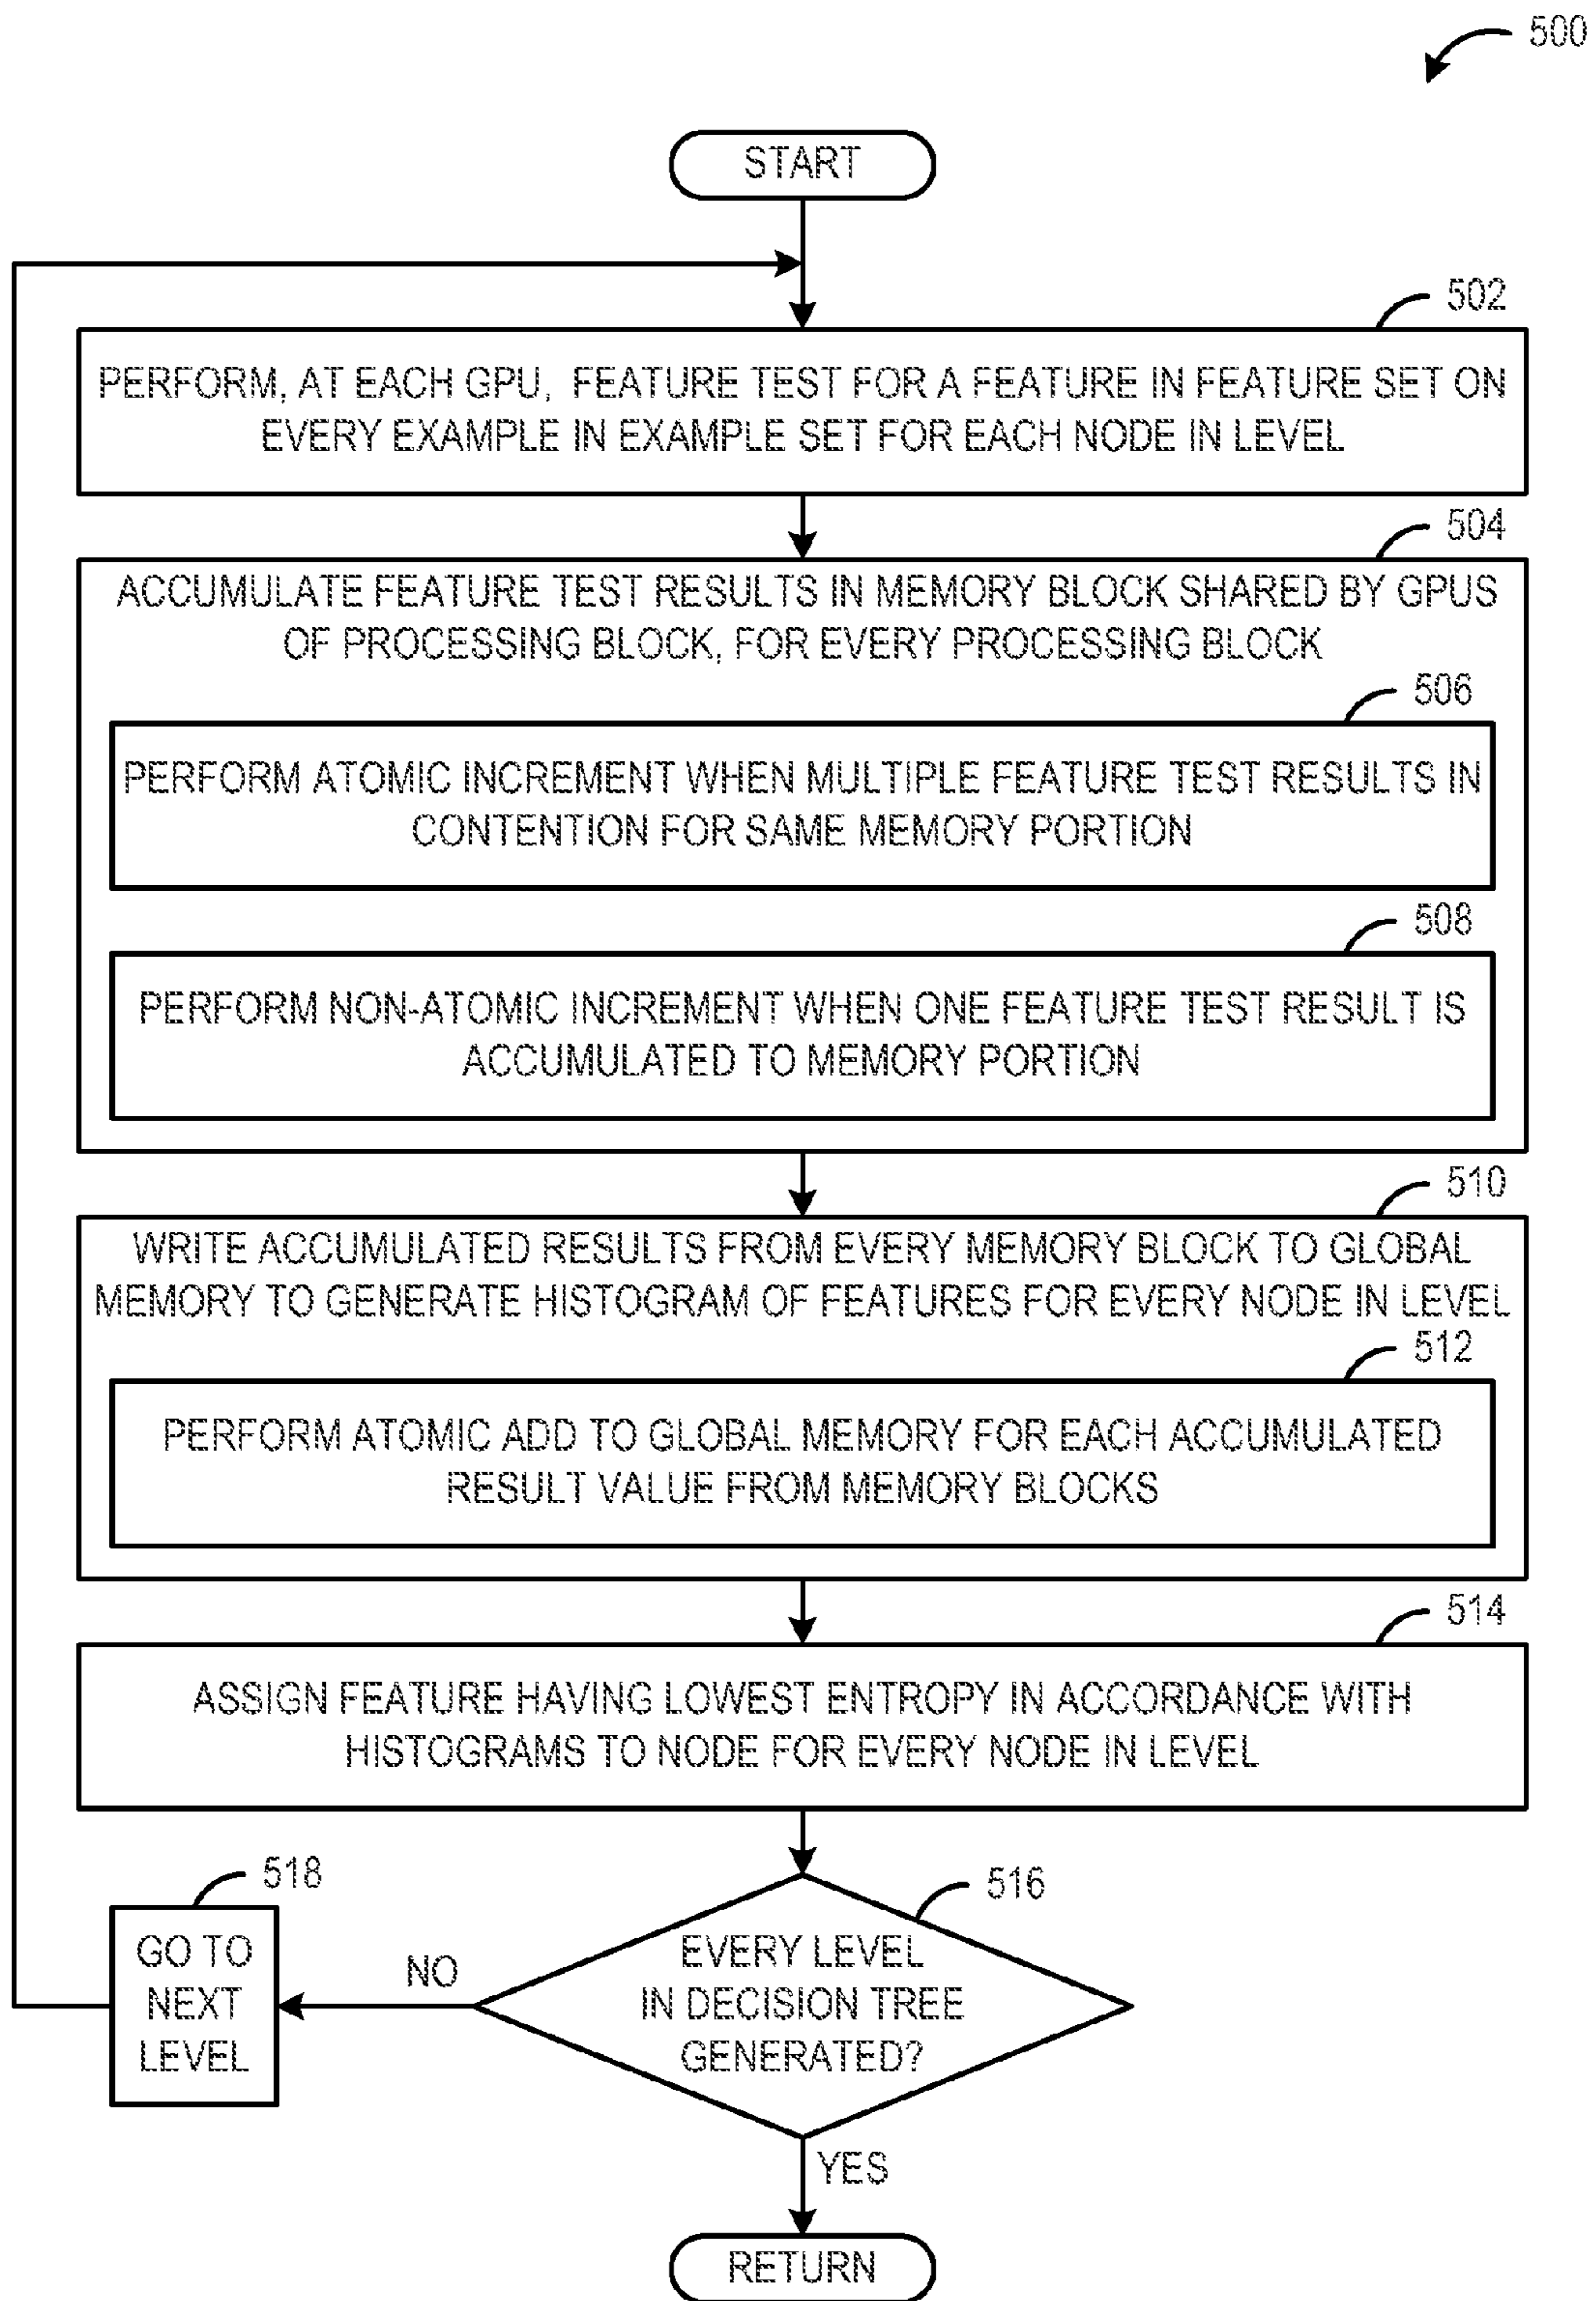 500
START
502
PERFORM, AT EACH GPU, FEATURE TEST FOR A FEATURE IN FEATURE SET ON
EVERY EXAMPLE IN EXAMPLE SET FOR EACH NODE IN LEVEL
504
ACCUMULATE FEATURE TEST RESULTS IN MEMORY BLOCK SHARED BY GPUS
OF PROCESSING BLOCK, FOR EVERY PROCESSING BLOCK
506
PERFORM ATOMIC INCREMENT WHEN MULTIPLE FEATURE TEST RESULTS IN
CONTENTION FOR SAME MEMORY PORTION
508
PERFORM NON-ATOMIC INCREMENT WHEN ONE FEATURE TEST RESULT IS
ACCUMULATED TO MEMORY PORTION
510
WRITE ACCUMULATED RESULTS FROM EVERY MEMORY BLOCK TO GLOBAL
MEMORY TO GENERATE HISTOGRAM OF FEATURES FOR EVERY NODE IN LEVEL
512
PERFORM ATOMIC ADD TO GLOBAL MEMORY FOR EACH ACCUMULATED
RESULT VALUE FROM MEMORY BLOCKS
514
ASSIGN FEATURE HAVING LOWEST ENTROPY IN ACCORDANCE WITH
HISTOGRAMS TO NODE FOR EVERY NODE IN LEVEL
518
GO TO
NEXT
LEVEL
NO
516
EVERY LEVEL
IN DECISION TREE
GENERATED?
YES
RETURN